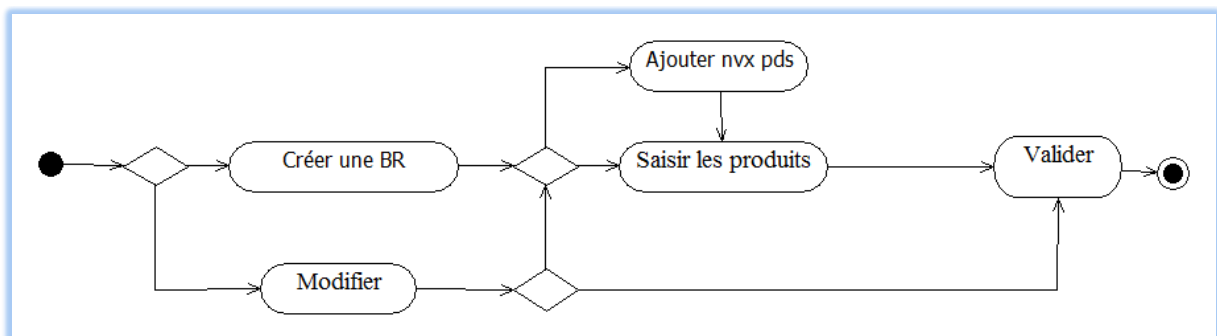 Ajouter nvx pds
Créer une BR
Saisir les produits
Valider
Modifier